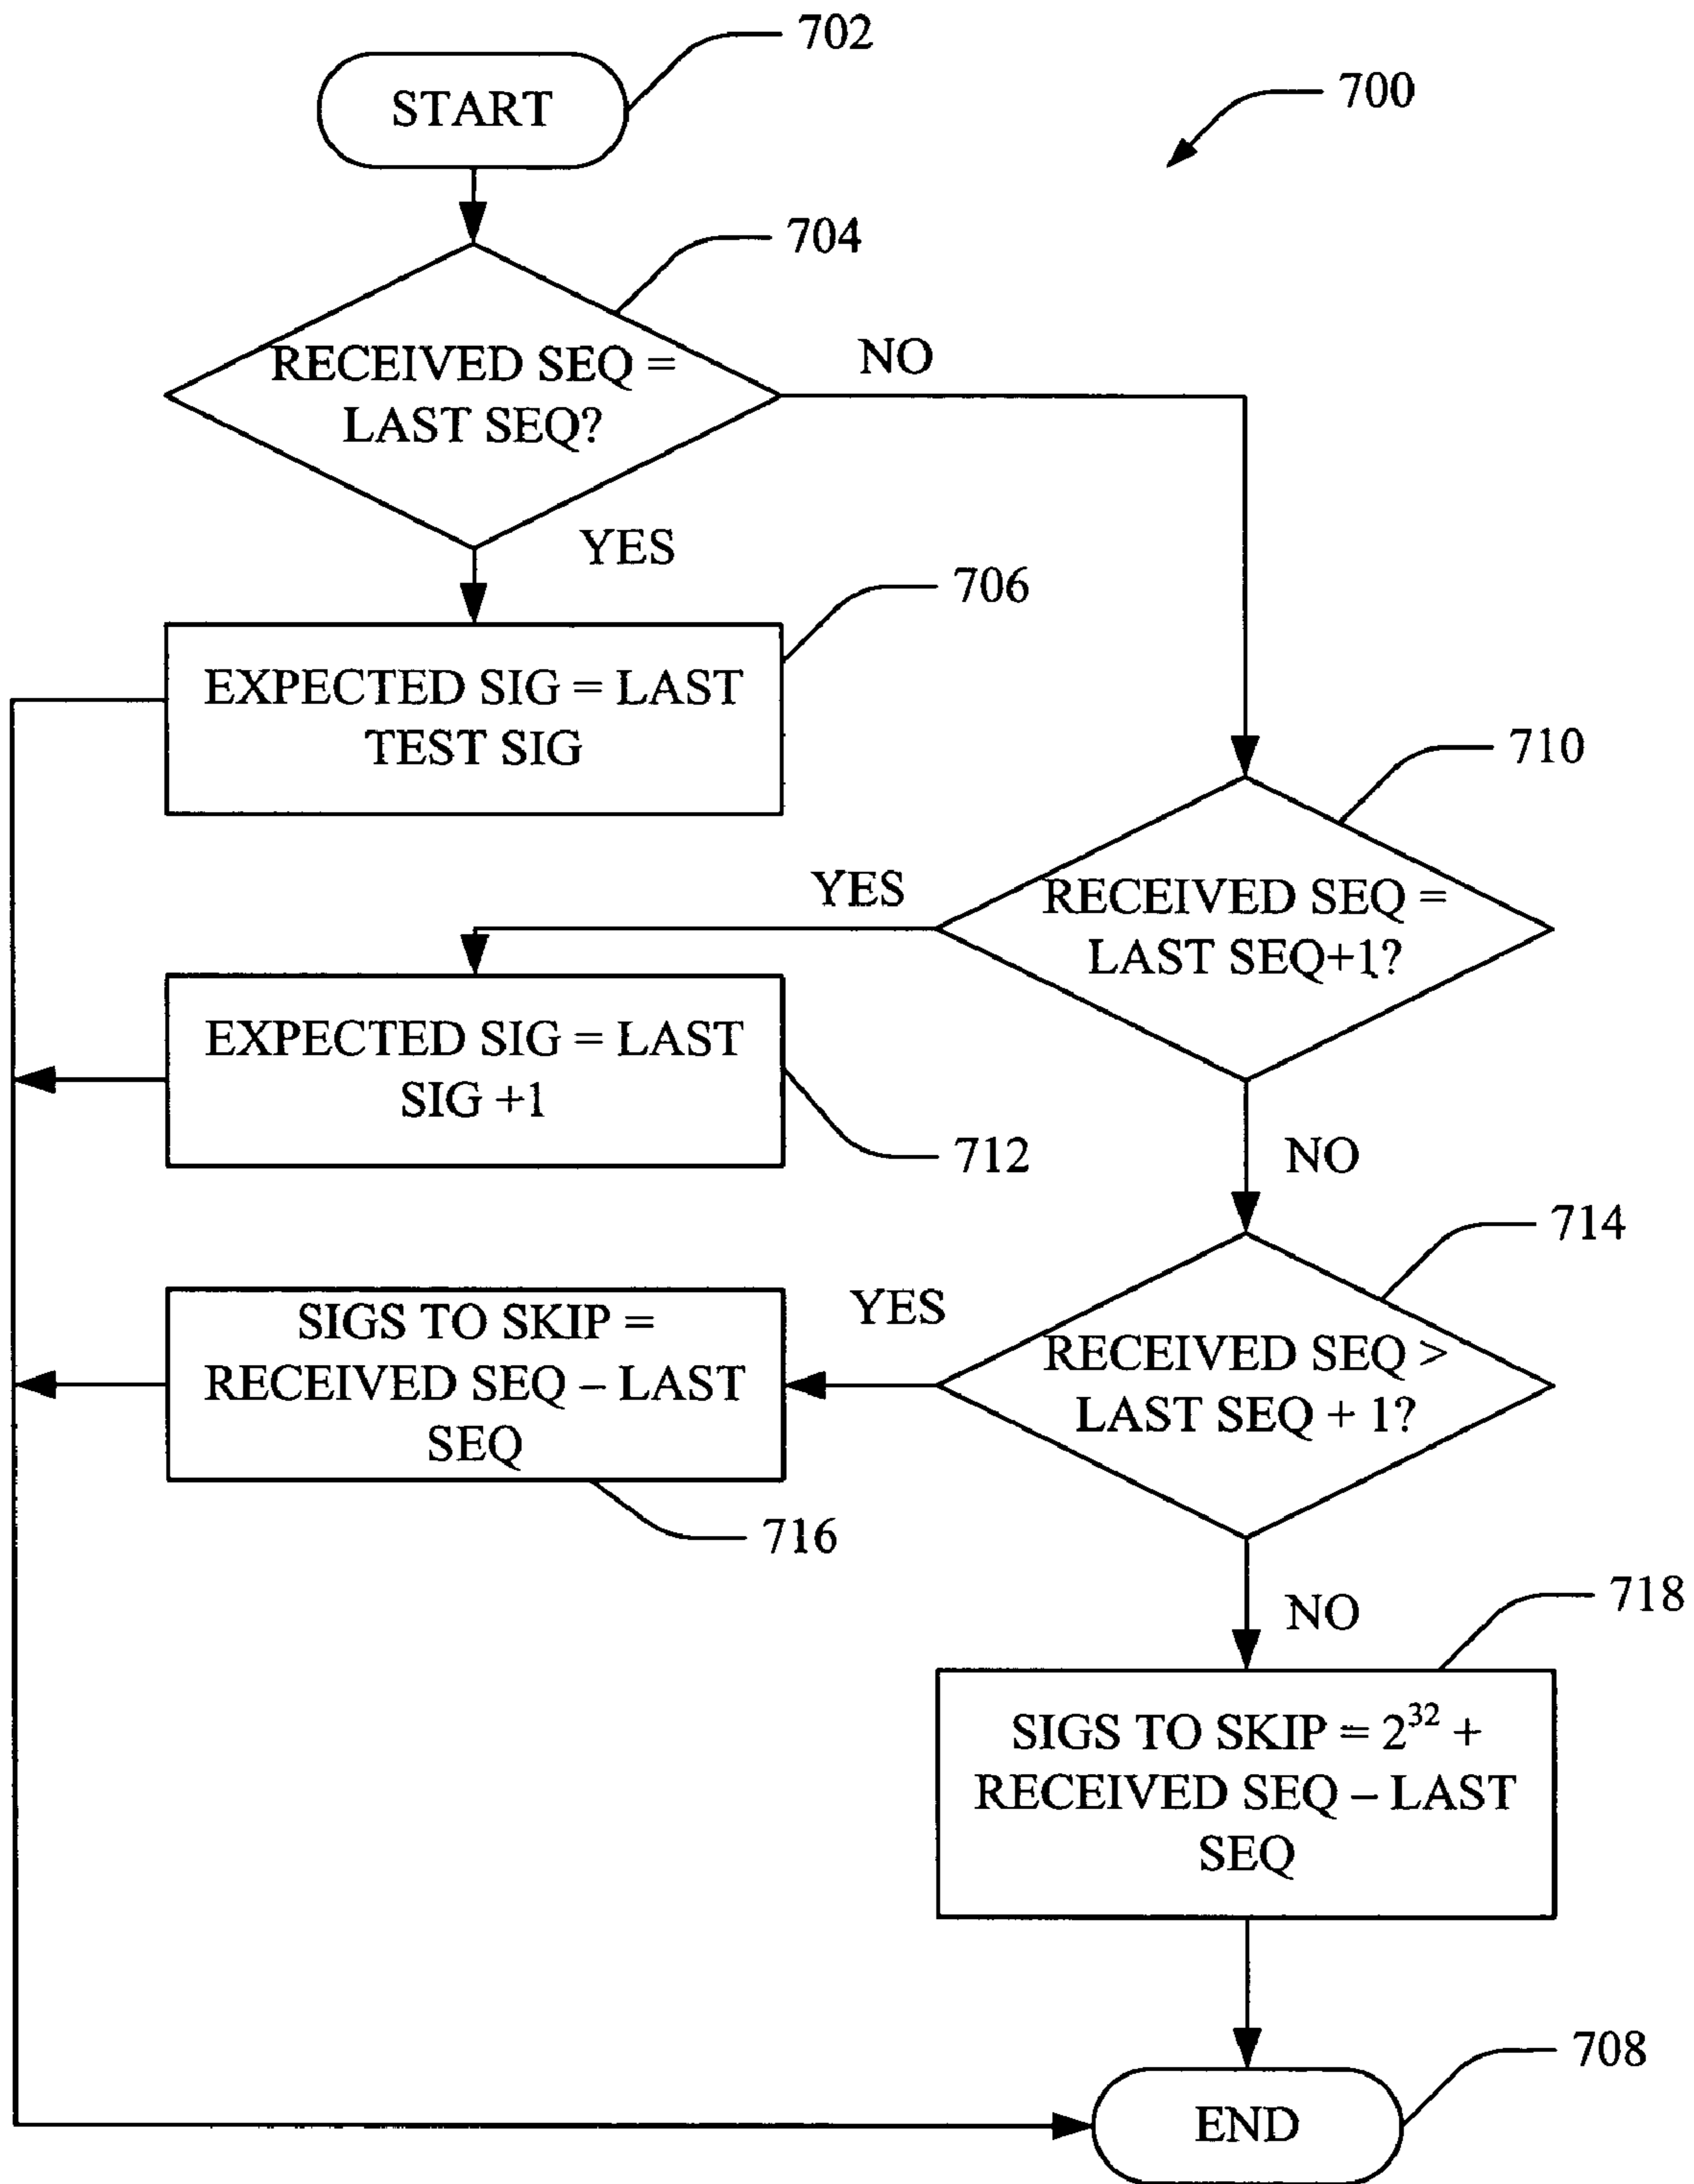 702
START
700
704
RECEIVED SEQ =
LAST SEQ?
NO
YES
706
EXPECTED SIG = LAST
TEST SIG
710
RECEIVED SEQ =
LAST SEQ+1?
YES
EXPECTED SIG = LAST
SIG +1
712
NO
714
RECEIVED SEQ >
LAST SEQ + 1?
YES
SIGS TO SKIP =
RECEIVED SEQ – LAST
SEQ
716
NO
718
SIGS TO SKIP = 2³² +
RECEIVED SEQ – LAST
SEQ
708
END